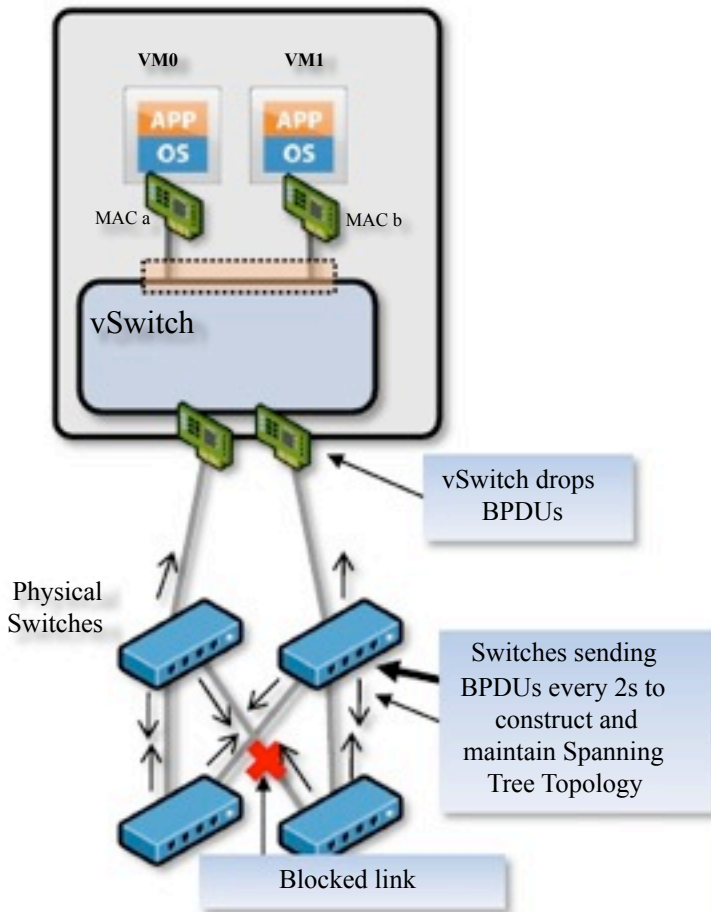 VM0
VM1
APP
OS
APP
OS
MAC a
MAC b
vSwitch
vSwitch drops
BPDUs
Physical
Switches
Switches sending
BPDUs every 2s to
construct and
maintain Spanning
Tree Topology
Blocked link